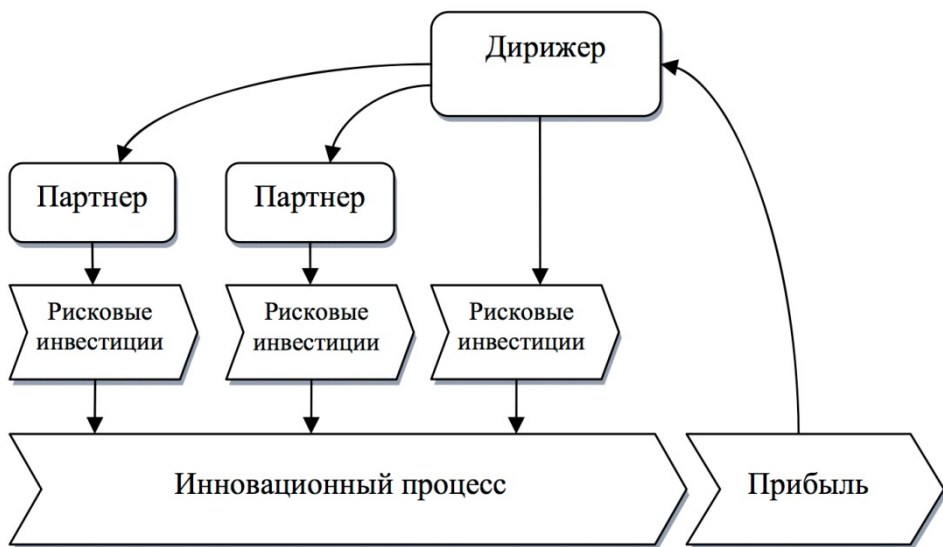 Дирижер
Партнер
Партнер
Рисковые
инвестиции
Рисковые
инвестиции
Рисковые
инвестиции
Инновационный процесс
Прибыль